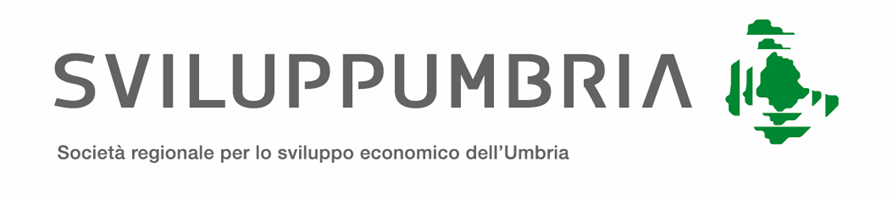 SVILUPPUMBRIA
Società regionale per lo sviluppo economico dell'Umbria